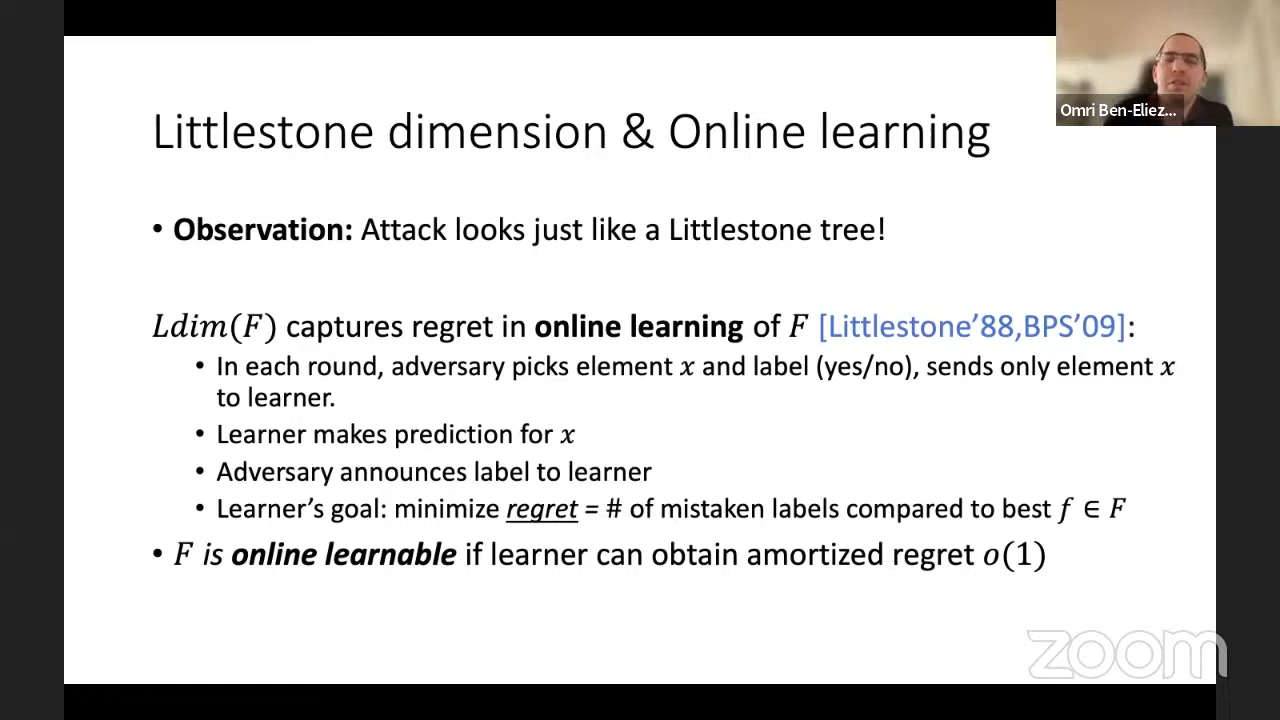 Omri Ben-Eliez...
Littlestone dimension & Online learning
• Observation: Attack looks just like a Littlestone tree!
Ldim(F) captures regret in online learning of F [Littlestone’88,BPS’09]:
• In each round, adversary picks element x and label (yes/no), sends only element x
to learner.
• Learner makes prediction for x
• Adversary announces label to learner
• Learner’s goal: minimize regret = # of mistaken labels compared to best f ∈ F
• F is online learnable if learner can obtain amortized regret o(1)
zoom